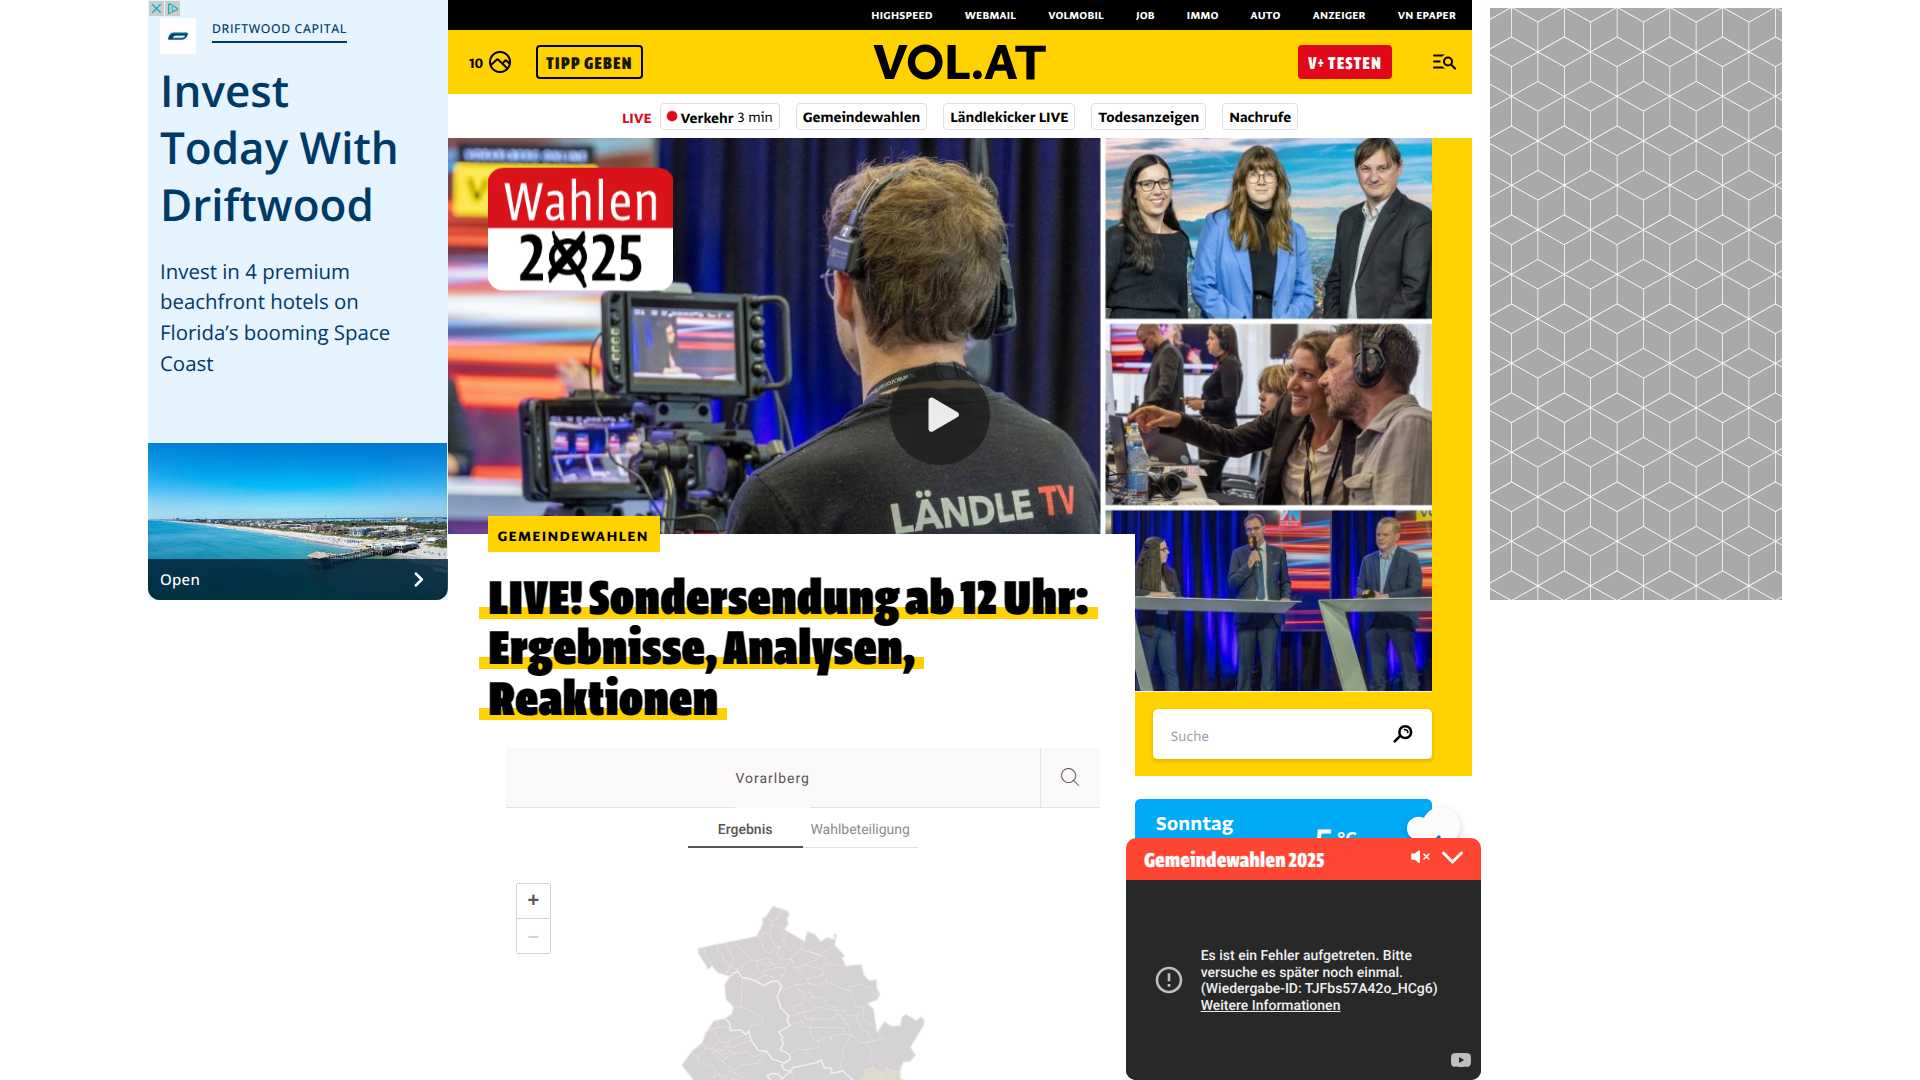 DRIFTWOOD CAPITAL
Invest
Today With
Driftwood
Invest in 4 premium
beachfront hotels on
Florida’s booming Space
Coast
Open
HIGHSPEED WEBMAIL VOLMOBIL JOB IMMO AUTO ANZEIGER VN EPAPER
10 TIPP GEBEN VOL.AT V+ TESTEN
LIVE Verkehr 3 min Gemeindewahlen Ländlekicker LIVE Todesanzeigen Nachrufe
Wahlen
2025
LÄNDLE TV
GEMEINDEWAHLEN
LIVE! Sondersendung ab 12 Uhr:
Ergebnisse, Analysen,
Reaktionen
Suche
Vorarlberg
Ergebnis Wahlbeteiligung
+
−
Sonntag
5 °C
Gemeindewahlen 2025
Es ist ein Fehler aufgetreten. Bitte
versuche es später noch einmal.
(Wiedergabe-ID: TJFbs57A42o_HCg6)
Weitere Informationen